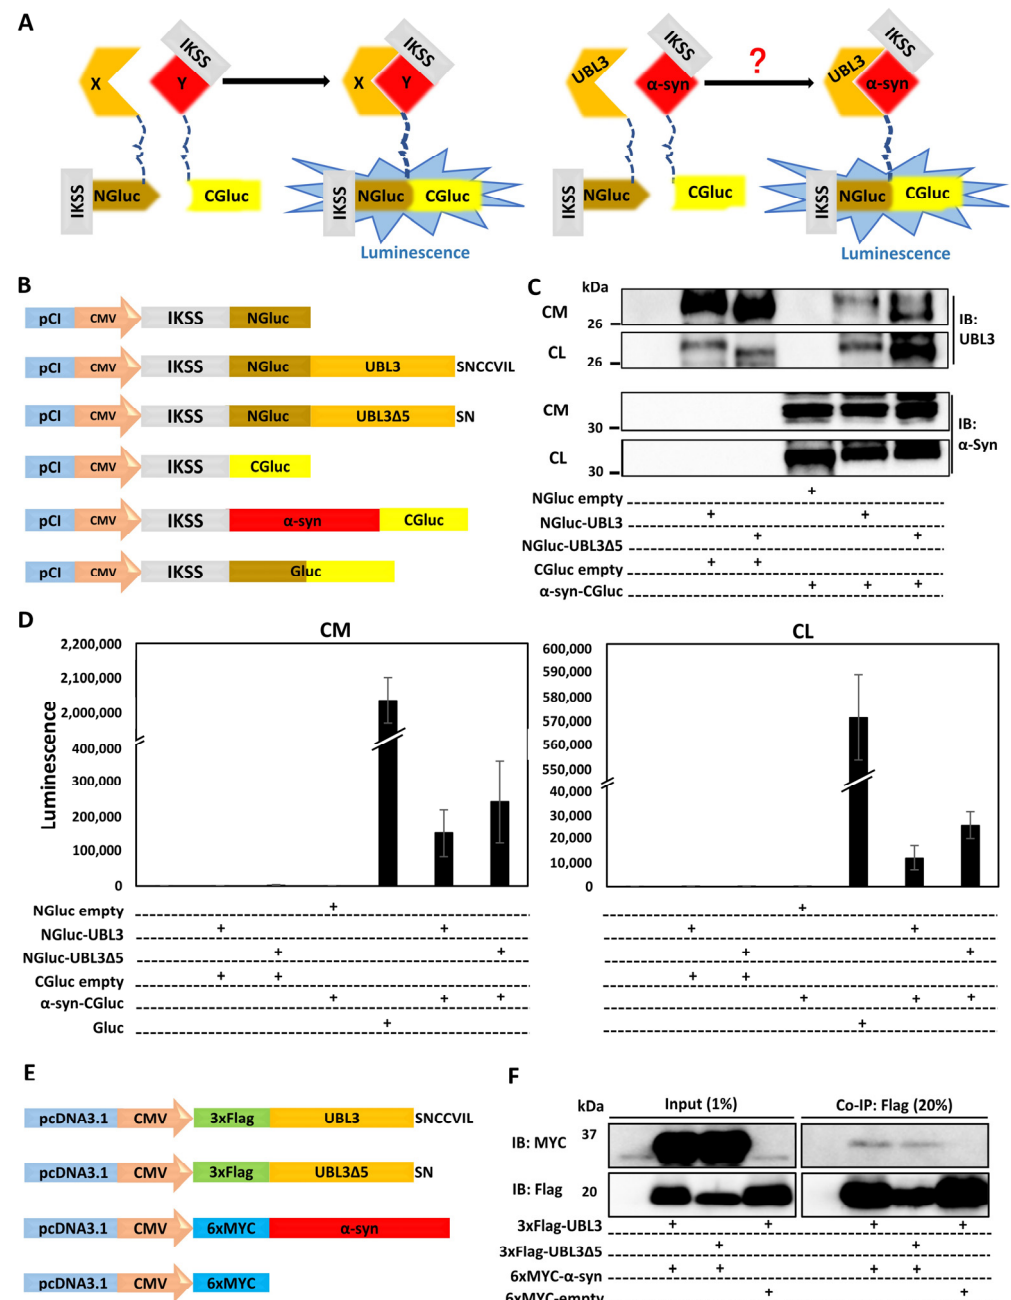 A
X
IKSS
Y
X
IKSS
Y
UBL3
IKSS
α-syn
?
UBL3
IKSS
α-syn
IKSS
NGluc
CGluc
IKSS
NGluc
CGluc
Luminescence
IKSS
NGluc
CGluc
IKSS
NGluc
CGluc
Luminescence
B
pCI CMV IKSS NGluc
pCI CMV IKSS NGluc UBL3 SNCCVIL
pCI CMV IKSS NGluc UBL3Δ5 SN
pCI CMV IKSS CGluc
pCI CMV IKSS α-syn CGluc
pCI CMV IKSS Gluc
C
kDa
CM
26
CL
26
IB:
UBL3
CM
30
CL
30
IB:
α-Syn
NGluc empty +
NGluc-UBL3 + +
NGluc-UBL3Δ5 + +
CGluc empty + +
α-syn-CGluc + + +
D
CM
Luminescence
2,200,000
2,100,000
2,000,000
400,000
300,000
200,000
100,000
0
CL
600,000
590,000
580,000
570,000
560,000
550,000
40,000
30,000
20,000
10,000
0
NGluc empty + +
NGluc-UBL3 + + + +
NGluc-UBL3Δ5 + + + +
CGluc empty + + + +
α-syn-CGluc + + + + + +
Gluc + +
E
pcDNA3.1 CMV 3xFlag UBL3 SNCCVIL
pcDNA3.1 CMV 3xFlag UBL3Δ5 SN
pcDNA3.1 CMV 6xMYC α-syn
pcDNA3.1 CMV 6xMYC
F
kDa Input (1%) Co-IP: Flag (20%)
IB: MYC 37
IB: Flag 20
3xFlag-UBL3 + + + +
3xFlag-UBL3Δ5 + +
6xMYC-α-syn + + + +
6xMYC-empty + +